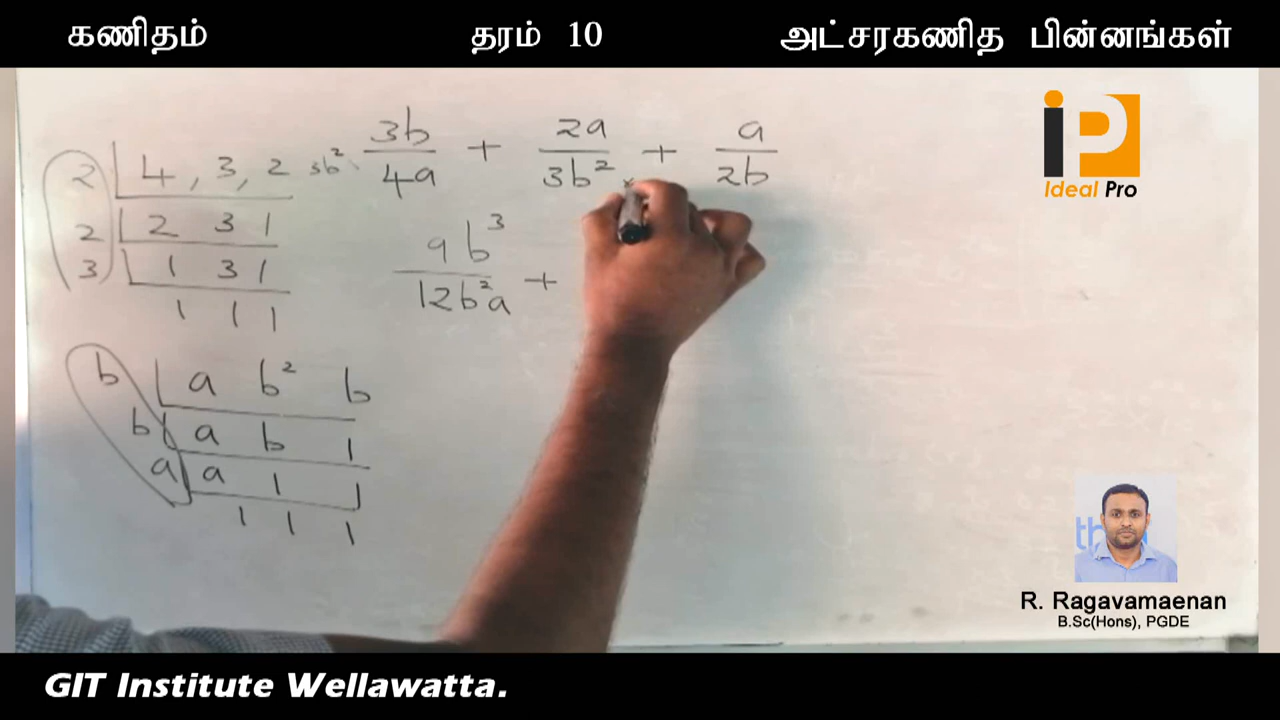 கணிதம் தரம் 10 அட்சரகணித பின்னங்கள்
2 4, 3, 2
2 2 3 1
3 1 3 1
1 1 1
3b² × 3b/4a + 2a/3b² × + a/2b
9b³/12b²a +
b a b² b
b a b 1
a a 1 1
1 1 1
iP
Ideal Pro
R. Ragavamaenan
B.Sc(Hons), PGDE
GIT Institute Wellawatta.